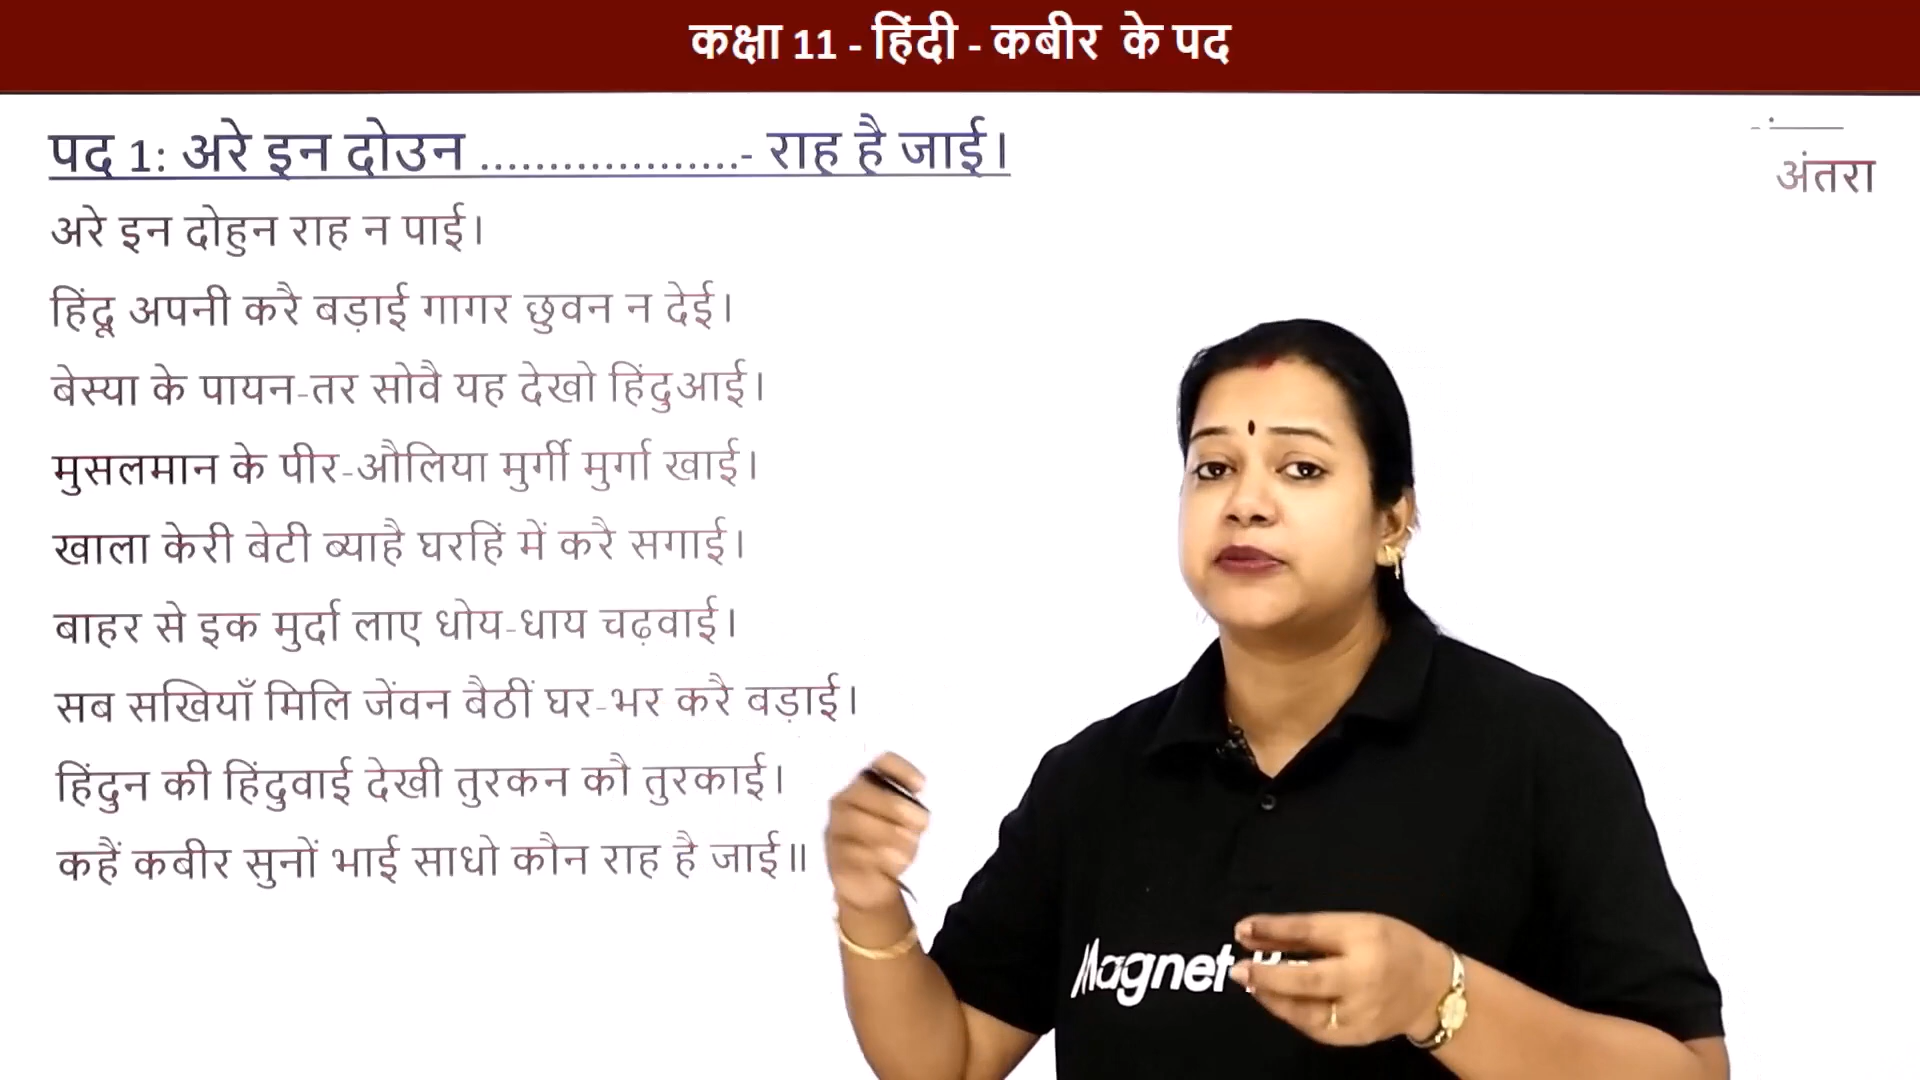 कक्षा 11 - हिंदी - कबीर के पद
पद 1: अरे इन दोउन ...................- राह है जाई।
अंतरा
अरे इन दोहुन राह न पाई।
हिंदू अपनी करै बड़ाई गागर छुवन न देई।
बेस्या के पायन-तर सोवै यह देखो हिंदुआई।
मुसलमान के पीर-औलिया मुर्गी मुर्गा खाई।
खाला केरी बेटी ब्याहै घरहिं में करै सगाई।
बाहर से इक मुर्दा लाए धोय-धाय चढ़वाई।
सब सखियाँ मिलि जेंवन बैठीं घर-भर करै बड़ाई।
हिंदुन की हिंदुवाई देखी तुरकन कौ तुरकाई।
कहैं कबीर सुनों भाई साधो कौन राह है जाई॥
Magnet